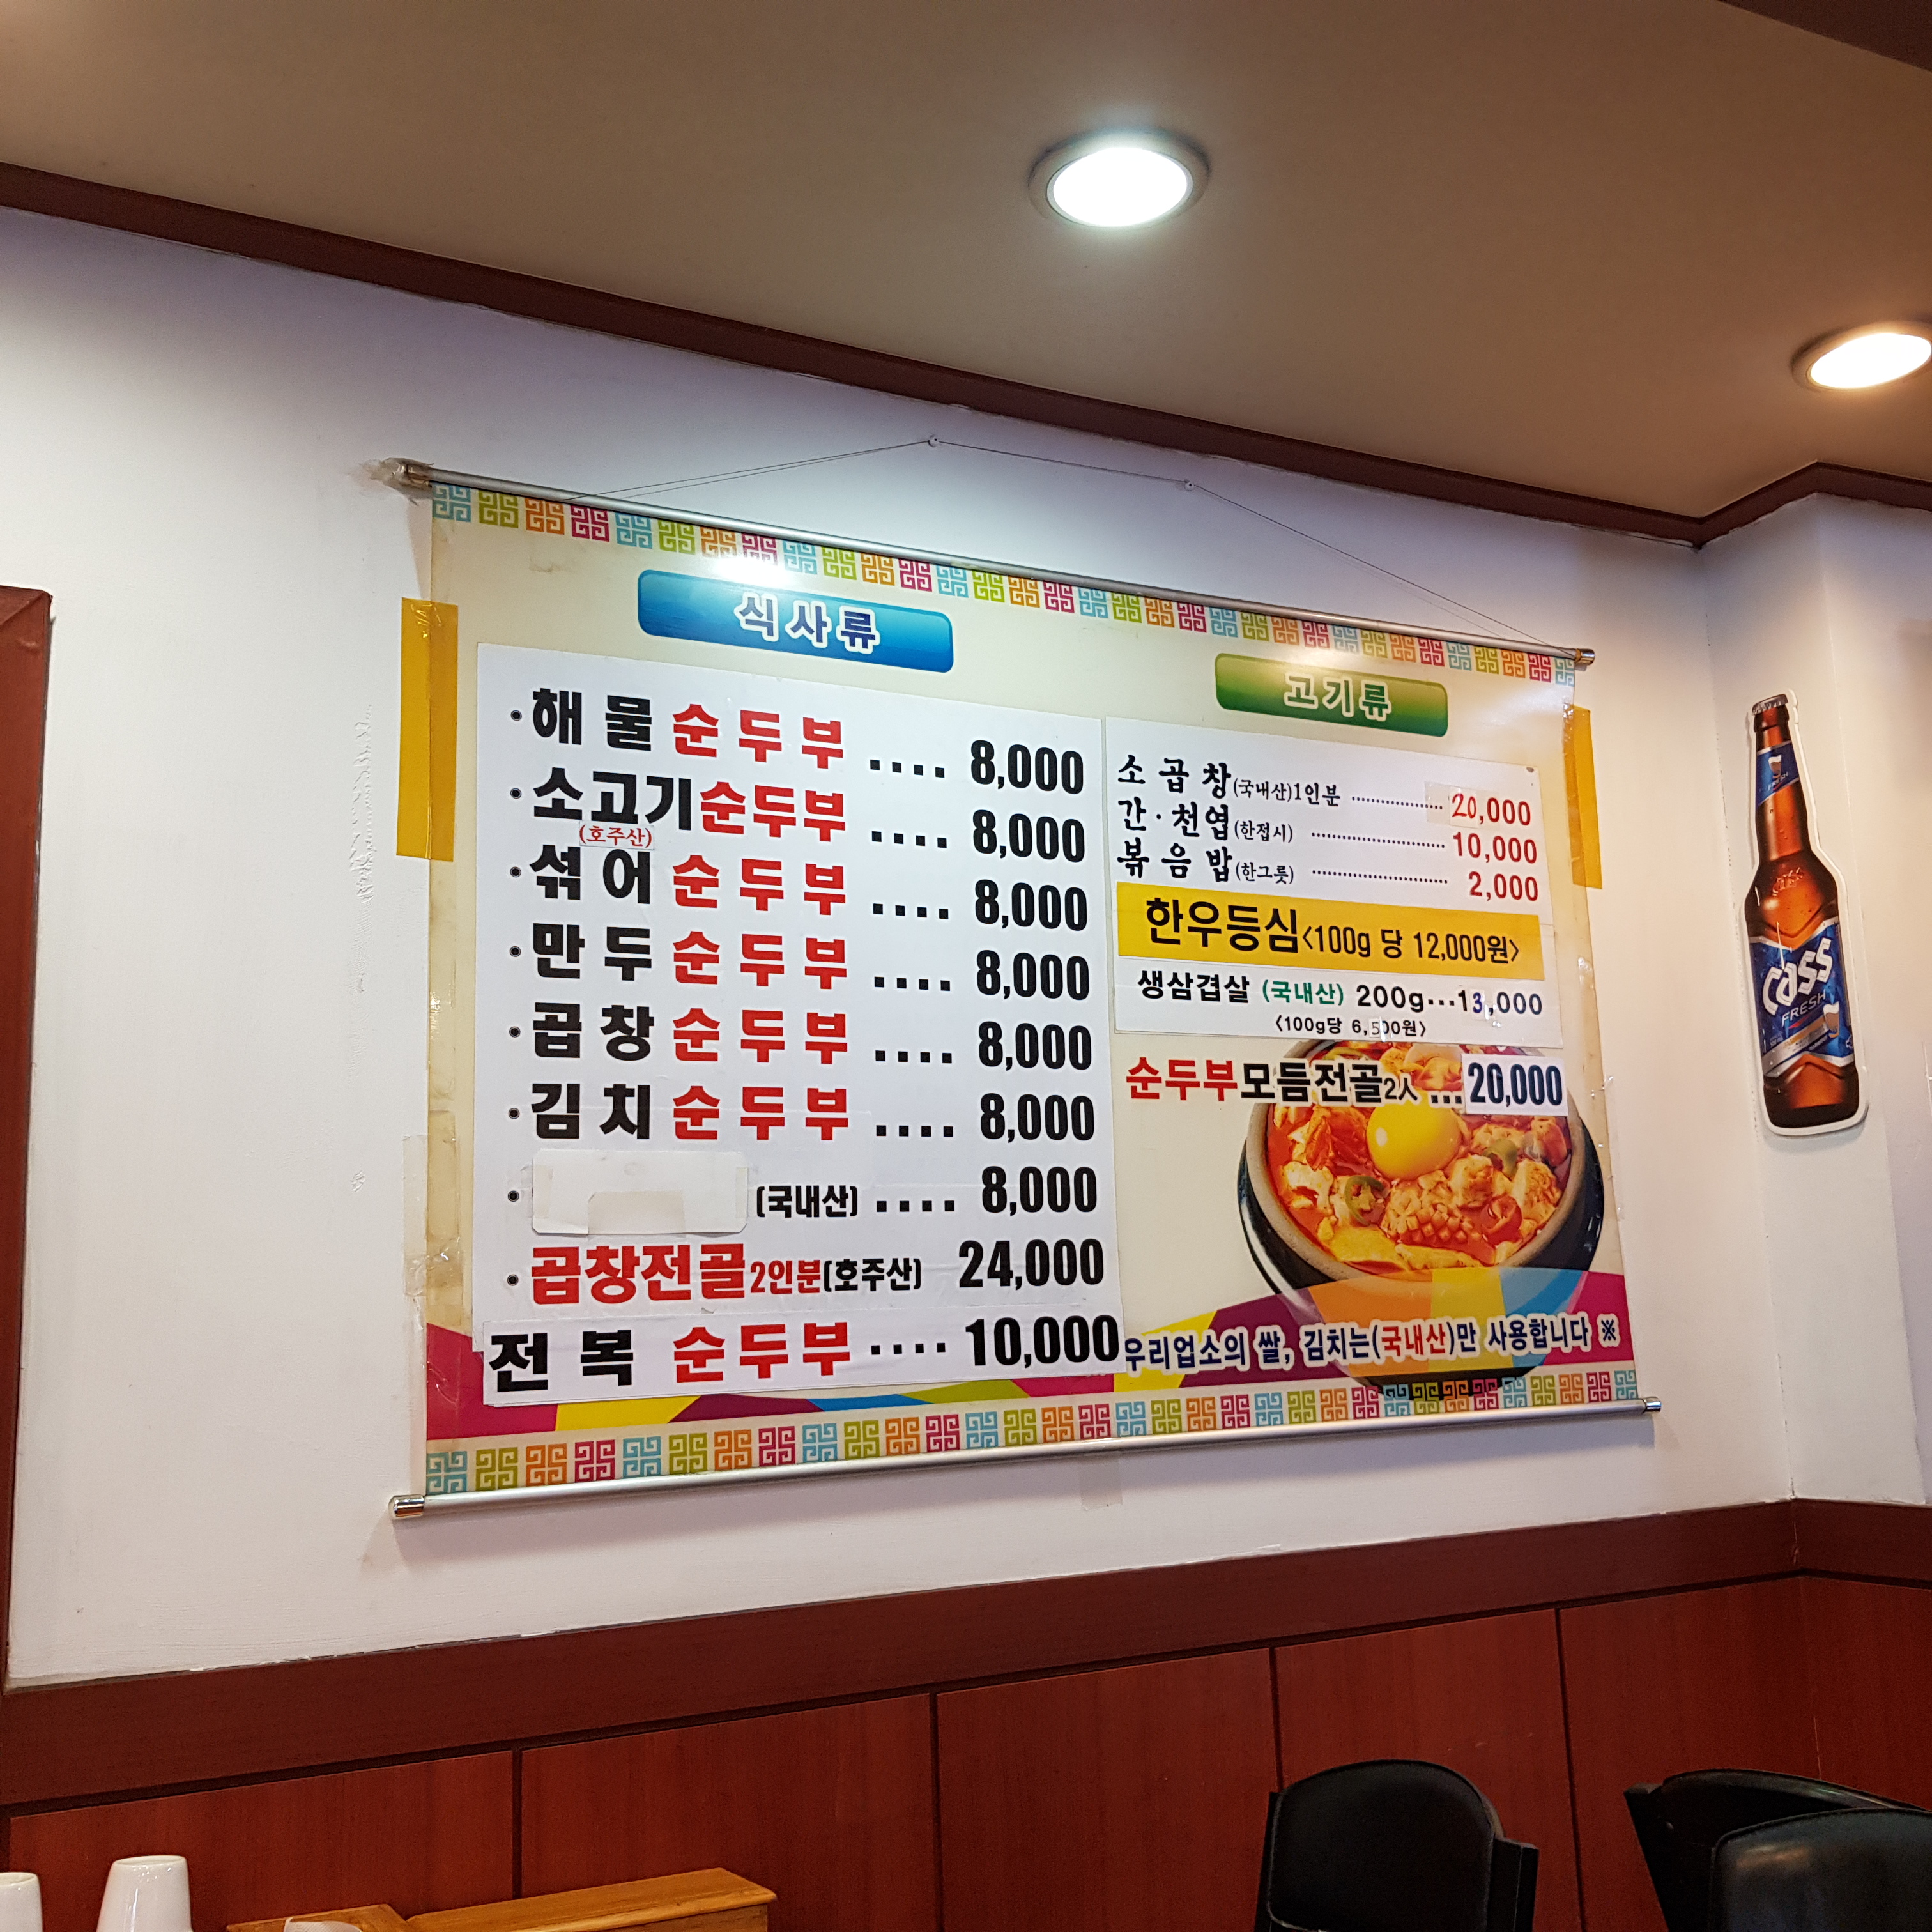 식사류
·해물순두부 .... 8,000
·소고기순두부 .... 8,000
(호주산)
·섞어순두부 .... 8,000
·만두순두부 .... 8,000
·곱창순두부 .... 8,000
·김치순두부 .... 8,000
· (국내산) .... 8,000
·곱창전골2인분(호주산) 24,000
전복 순두부 .... 10,000
고기류
소곱창(국내산)1인분 .................. 20,000
간·천엽(한접시) .................. 10,000
볶음밥(한그릇) .................. 2,000
한우등심<100g 당 12,000원>
생삼겹살 (국내산) 200g···13,000
<100g당 6,500원>
순두부모듬전골2人 ... 20,000
우리업소의 쌀, 김치는(국내산)만 사용합니다 ※
Cass
FRESH